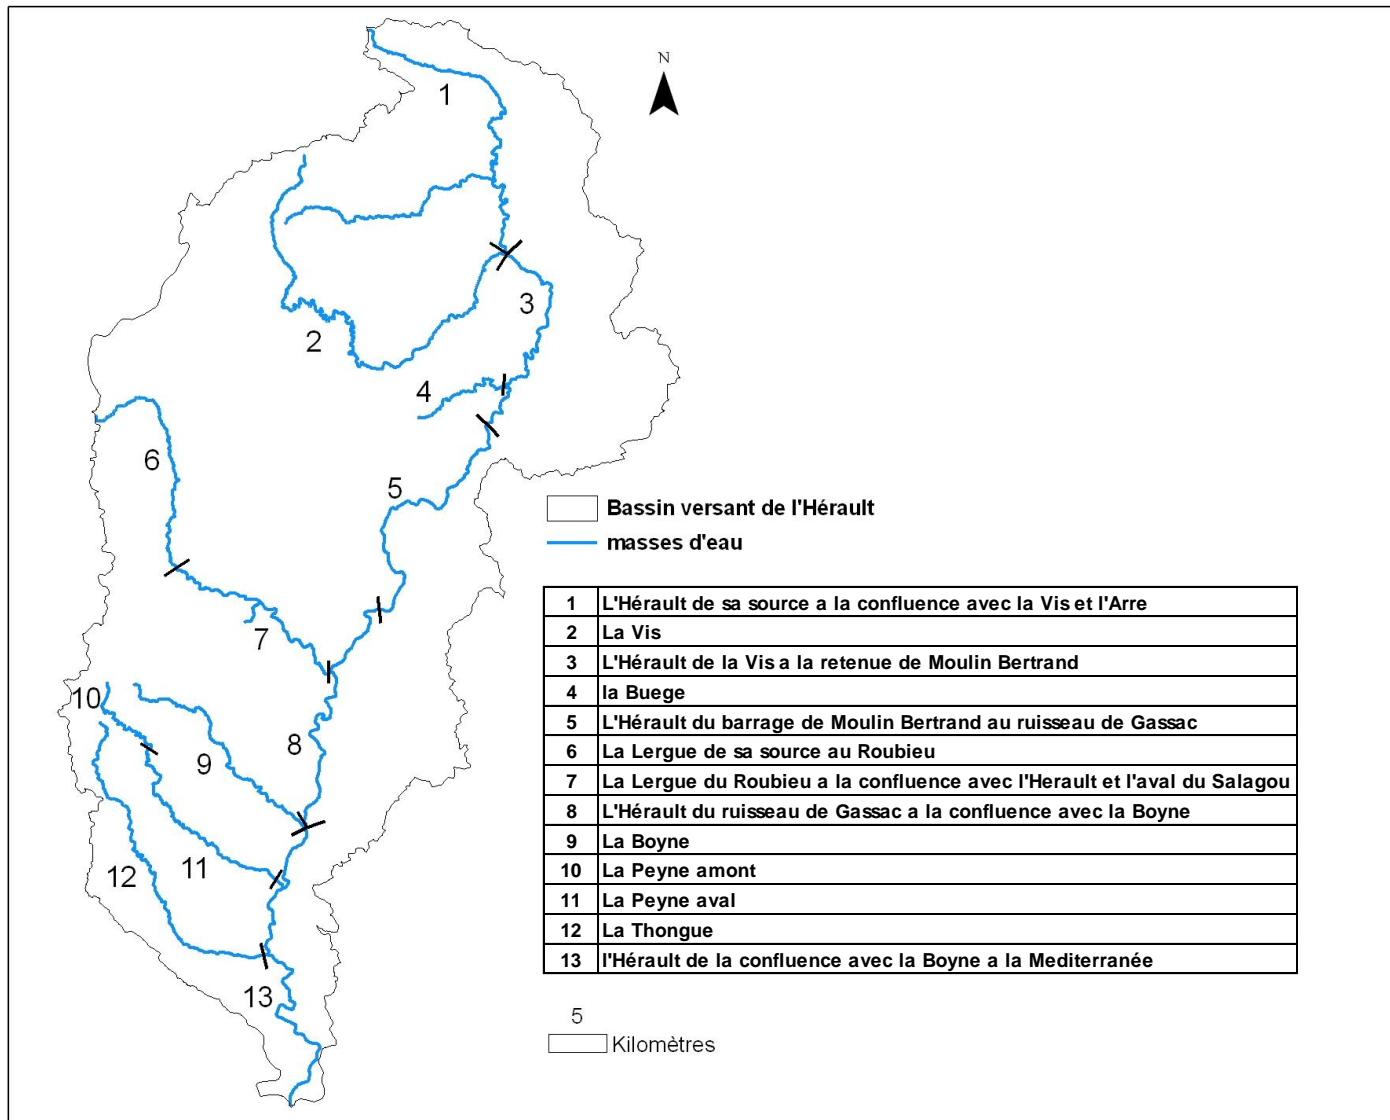 N
1
2
3
4
5
6
7
8
9
10
11
12
13
Bassin versant de l'Hérault
masses d'eau
1 L'Hérault de sa source a la confluence avec la Vis et l'Arre
2 La Vis
3 L'Hérault de la Vis a la retenue de Moulin Bertrand
4 la Buege
5 L'Hérault du barrage de Moulin Bertrand au ruisseau de Gassac
6 La Lergue de sa source au Roubieu
7 La Lergue du Roubieu a la confluence avec l'Herault et l'aval du Salagou
8 L'Hérault du ruisseau de Gassac a la confluence avec la Boyne
9 La Boyne
10 La Peyne amont
11 La Peyne aval
12 La Thongue
13 l'Hérault de la confluence avec la Boyne a la Mediterranée
5
Kilomètres